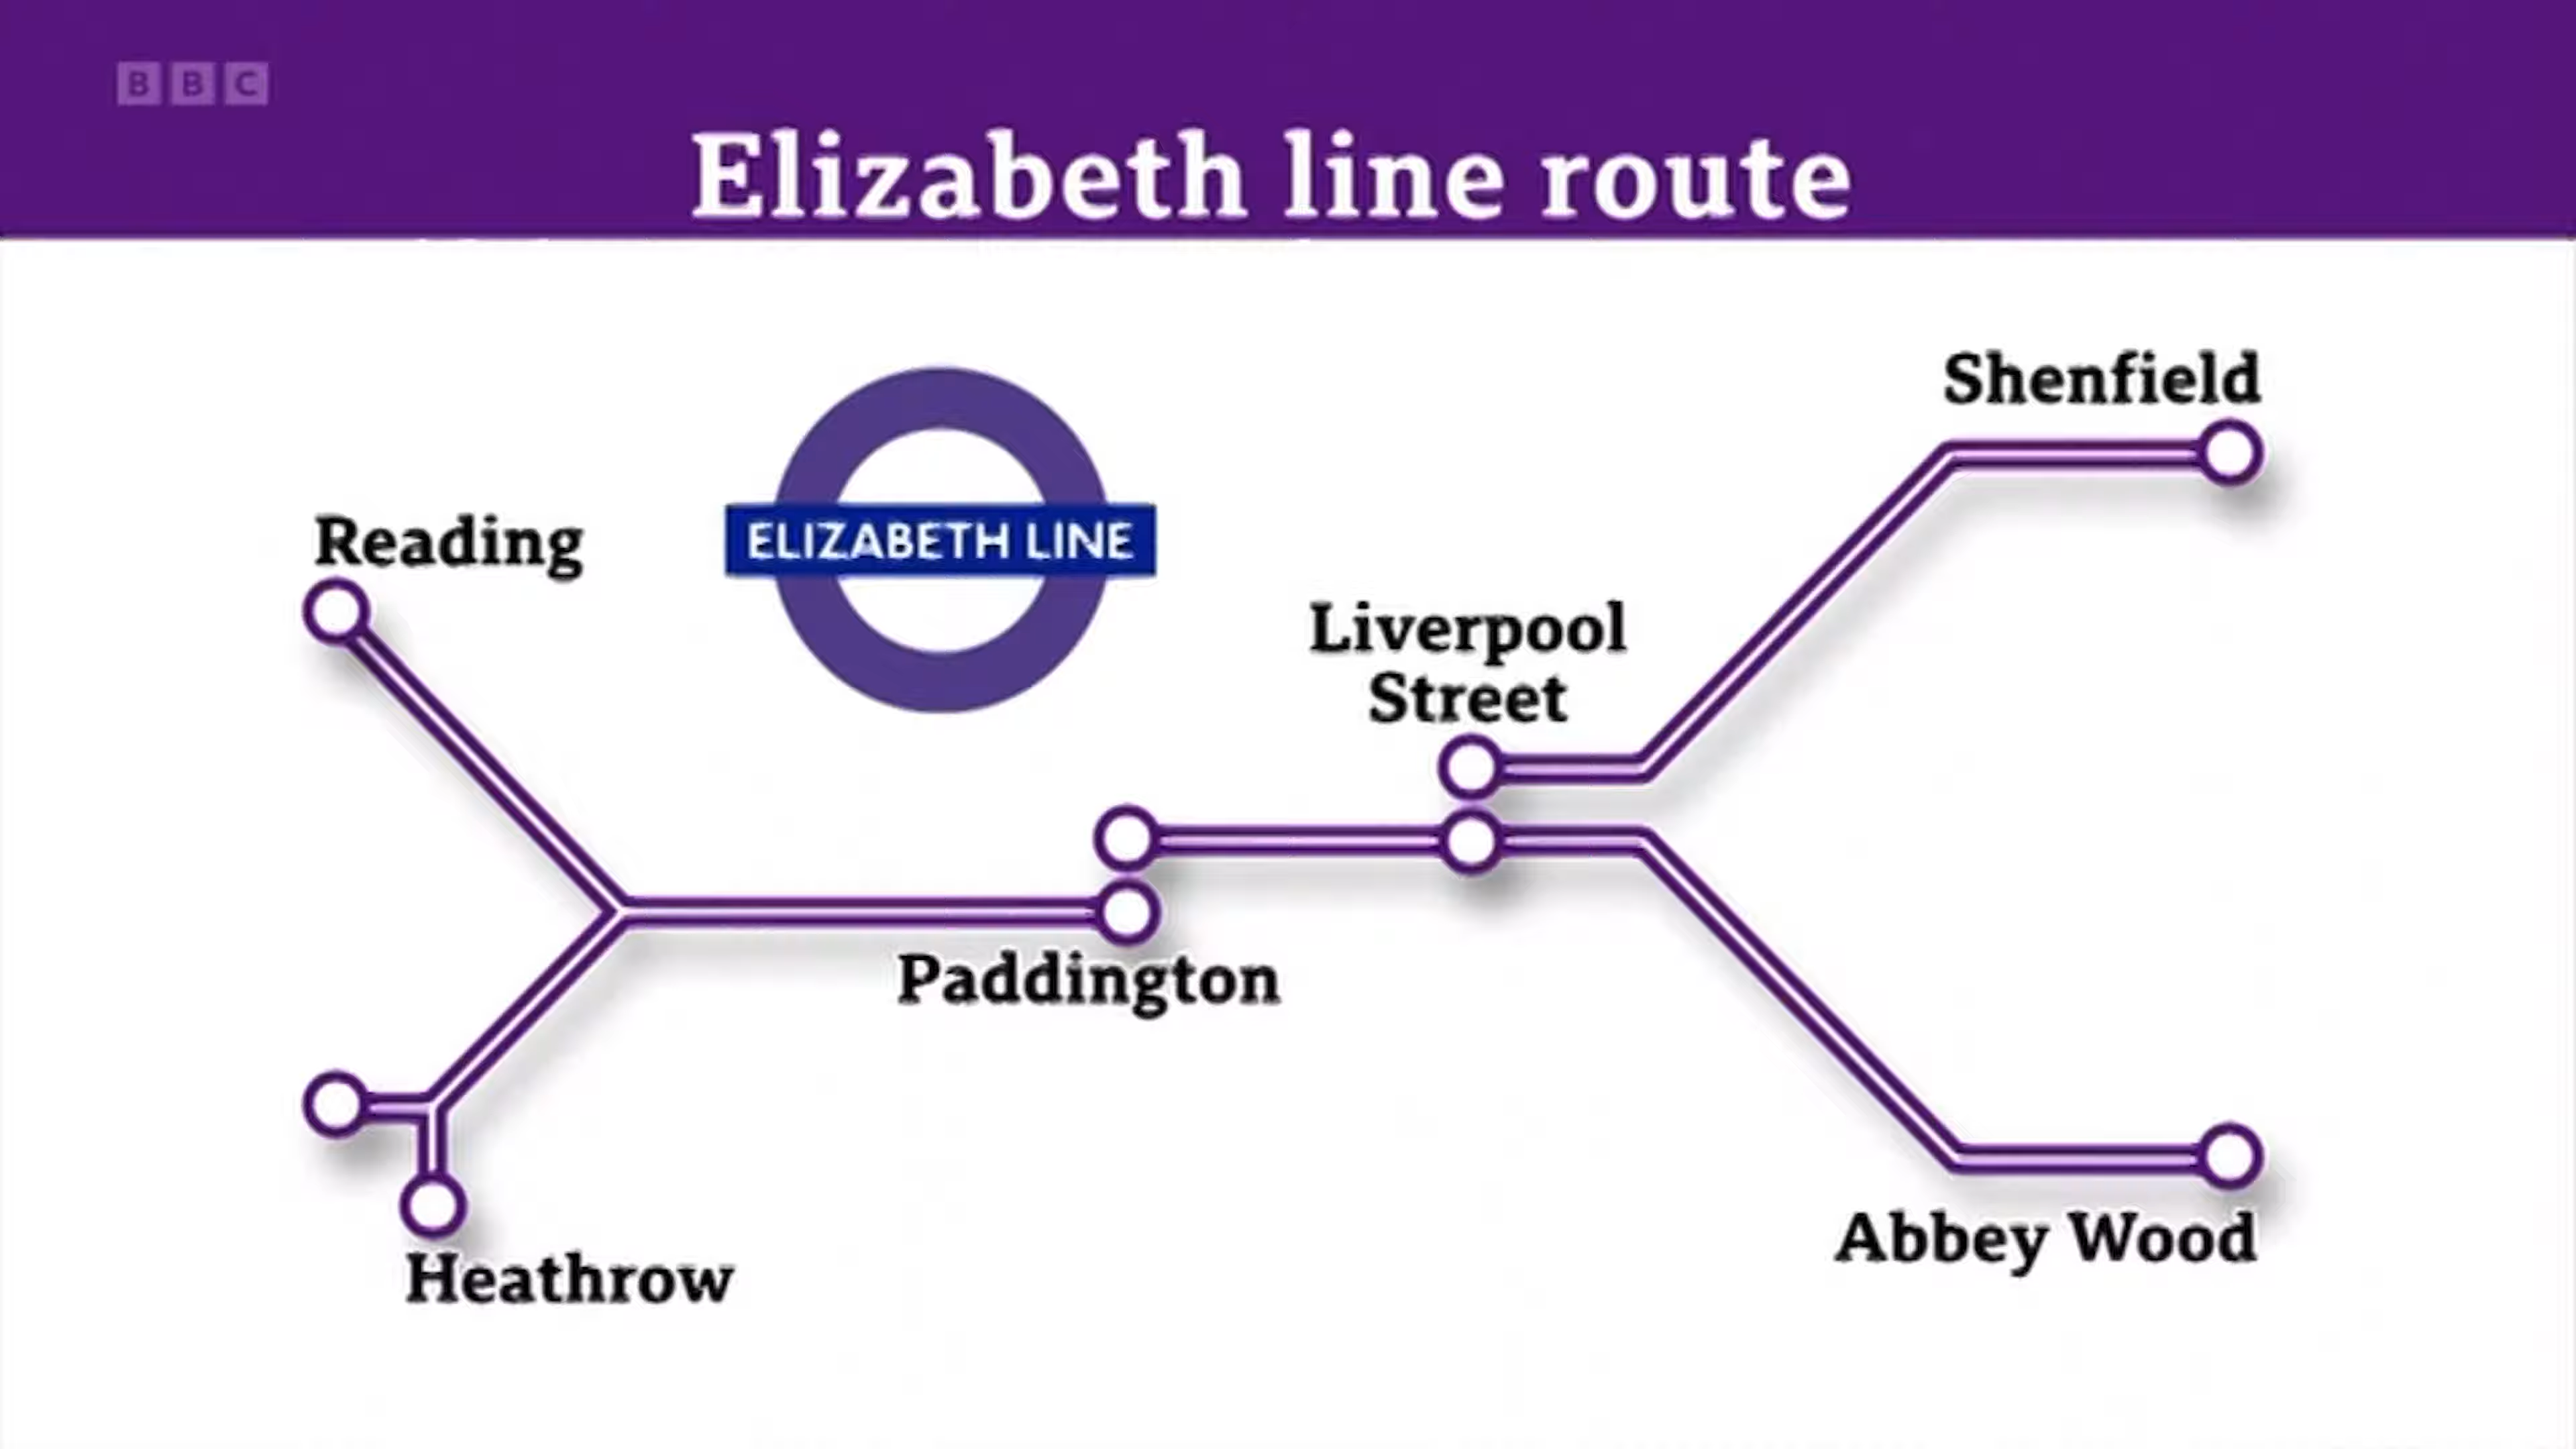 BBC
Elizabeth line route
Shenfield
Reading
ELIZABETH LINE
Liverpool
Street
Paddington
Abbey Wood
Heathrow